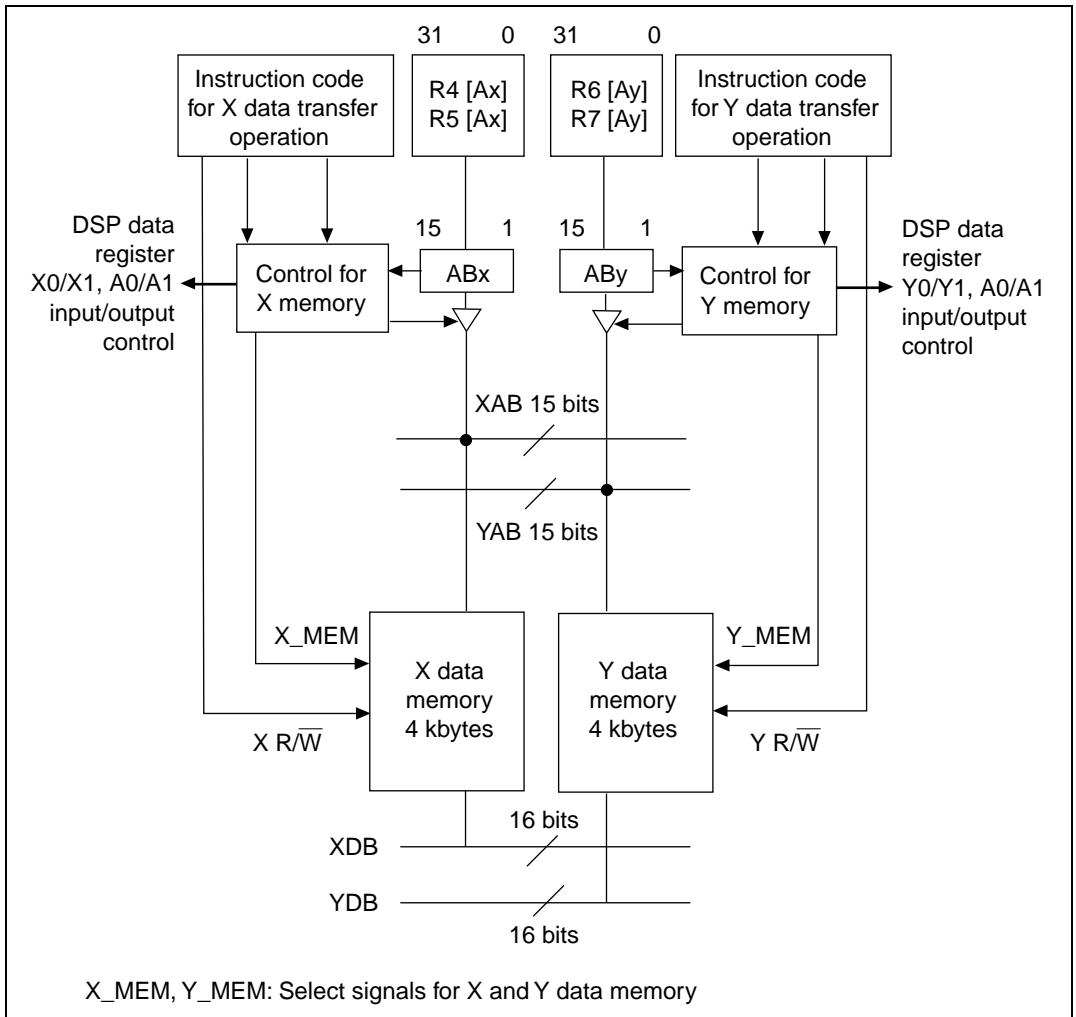 31 0 31 0
Instruction code
for X data transfer
operation
R4 [Ax]
R5 [Ax]
R6 [Ay]
R7 [Ay]
Instruction code
for Y data transfer
operation
DSP data
register
X0/X1, A0/A1
input/output
control
15 1 15 1
Control for
X memory
ABx
ABy
Control for
Y memory
DSP data
register
Y0/Y1, A0/A1
input/output
control
XAB 15 bits
YAB 15 bits
X_MEM
Y_MEM
X data
memory
4 kbytes
Y data
memory
4 kbytes
X R/W̅
Y R/W̅
16 bits
XDB
YDB
16 bits
X_MEM, Y_MEM: Select signals for X and Y data memory